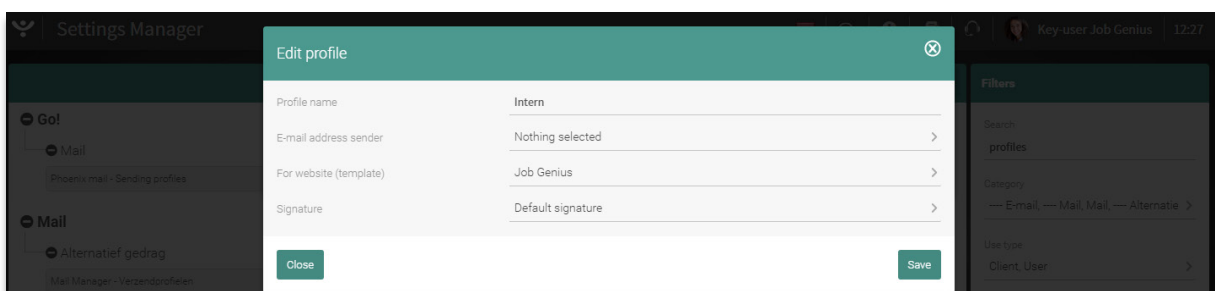 Settings Manager
Key-user Job Genius
12:27
Edit profile
Profile name
Intern
E-mail address sender
Nothing selected
For website (template)
Job Genius
Signature
Default signature
Close
Save
Go!
Mail
Phoenix mail - Sending profiles
Mail
Alternatief gedrag
Mail Manager - Verzendprofielen
Filters
Search
profiles
Category
— E-mail, — Mail, Mail, — Alternatie
Use type
Client, User